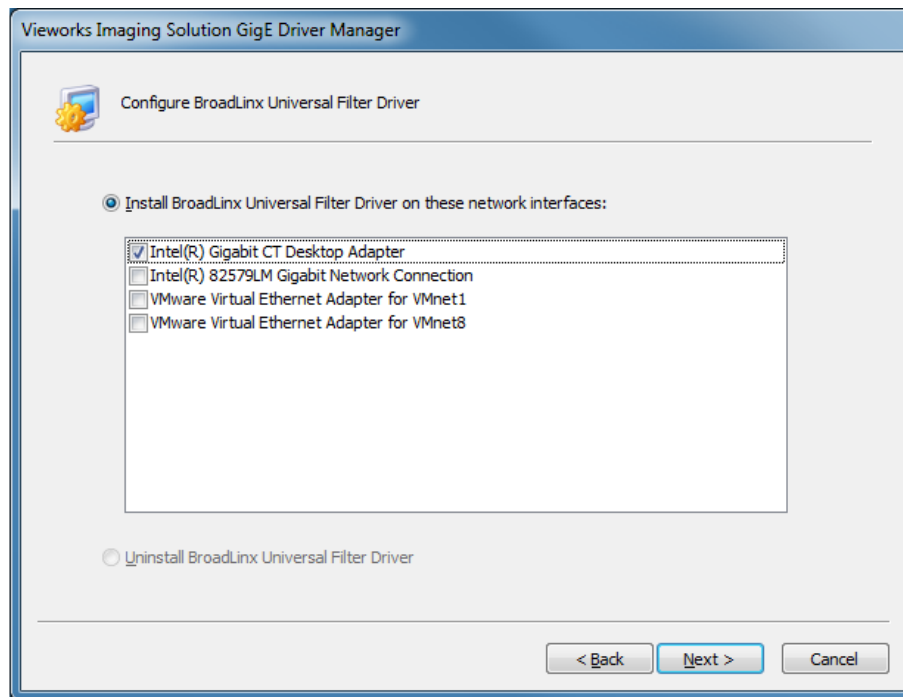 Vieworks Imaging Solution GigE Driver Manager
Configure BroadLinx Universal Filter Driver
Install BroadLinx Universal Filter Driver on these network interfaces:
Intel(R) Gigabit CT Desktop Adapter
Intel(R) 82579LM Gigabit Network Connection
VMware Virtual Ethernet Adapter for VMnet1
VMware Virtual Ethernet Adapter for VMnet8
Uninstall BroadLinx Universal Filter Driver
< Back Next > Cancel